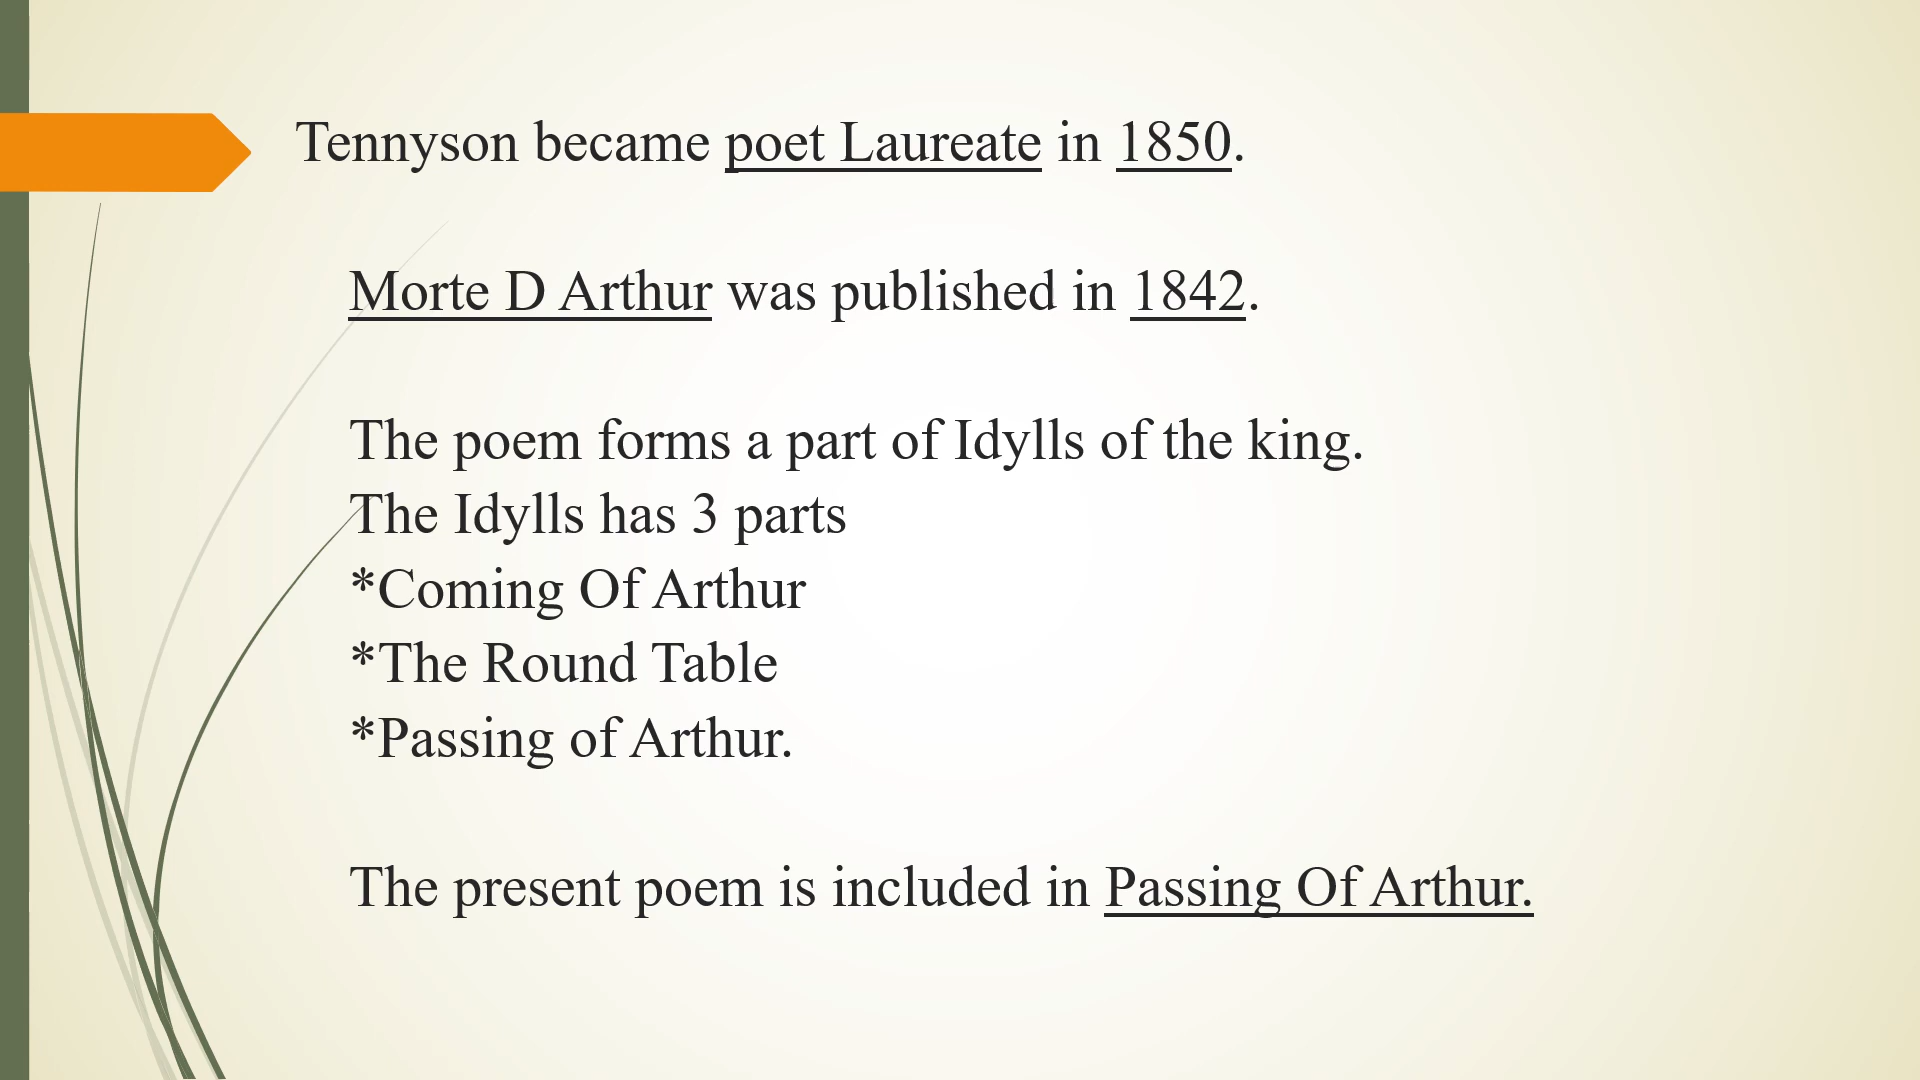 Tennyson became poet Laureate in 1850.
Morte D Arthur was published in 1842.
The poem forms a part of Idylls of the king.
The Idylls has 3 parts
*Coming Of Arthur
*The Round Table
*Passing of Arthur.
The present poem is included in Passing Of Arthur.